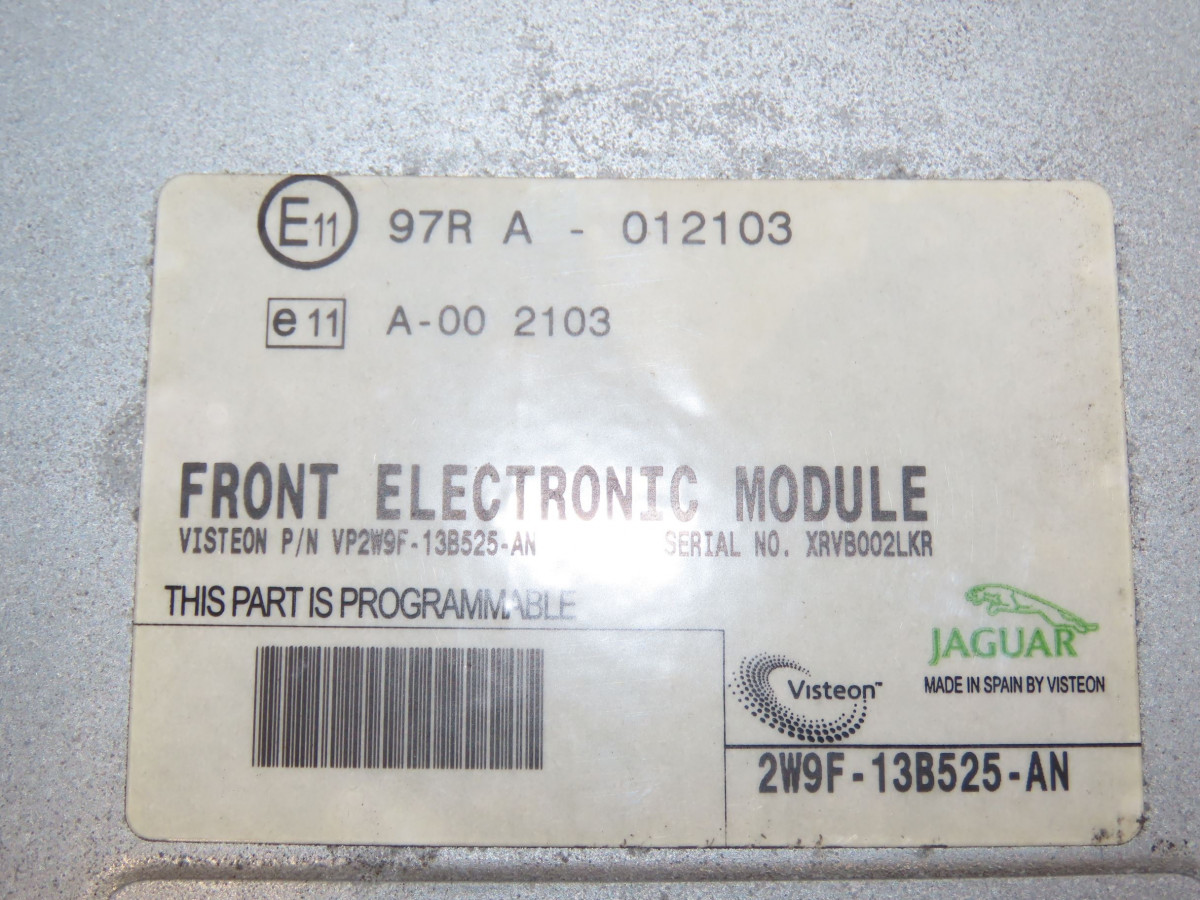 E11 97R A - 012103
e11 A-00 2103
FRONT ELECTRONIC MODULE
VISTEON P/N VP2W9F-13B525-AN SERIAL NO. XRVB002LKR
THIS PART IS PROGRAMMABLE
JAGUAR
Visteon™
MADE IN SPAIN BY VISTEON
2W9F-13B525-AN